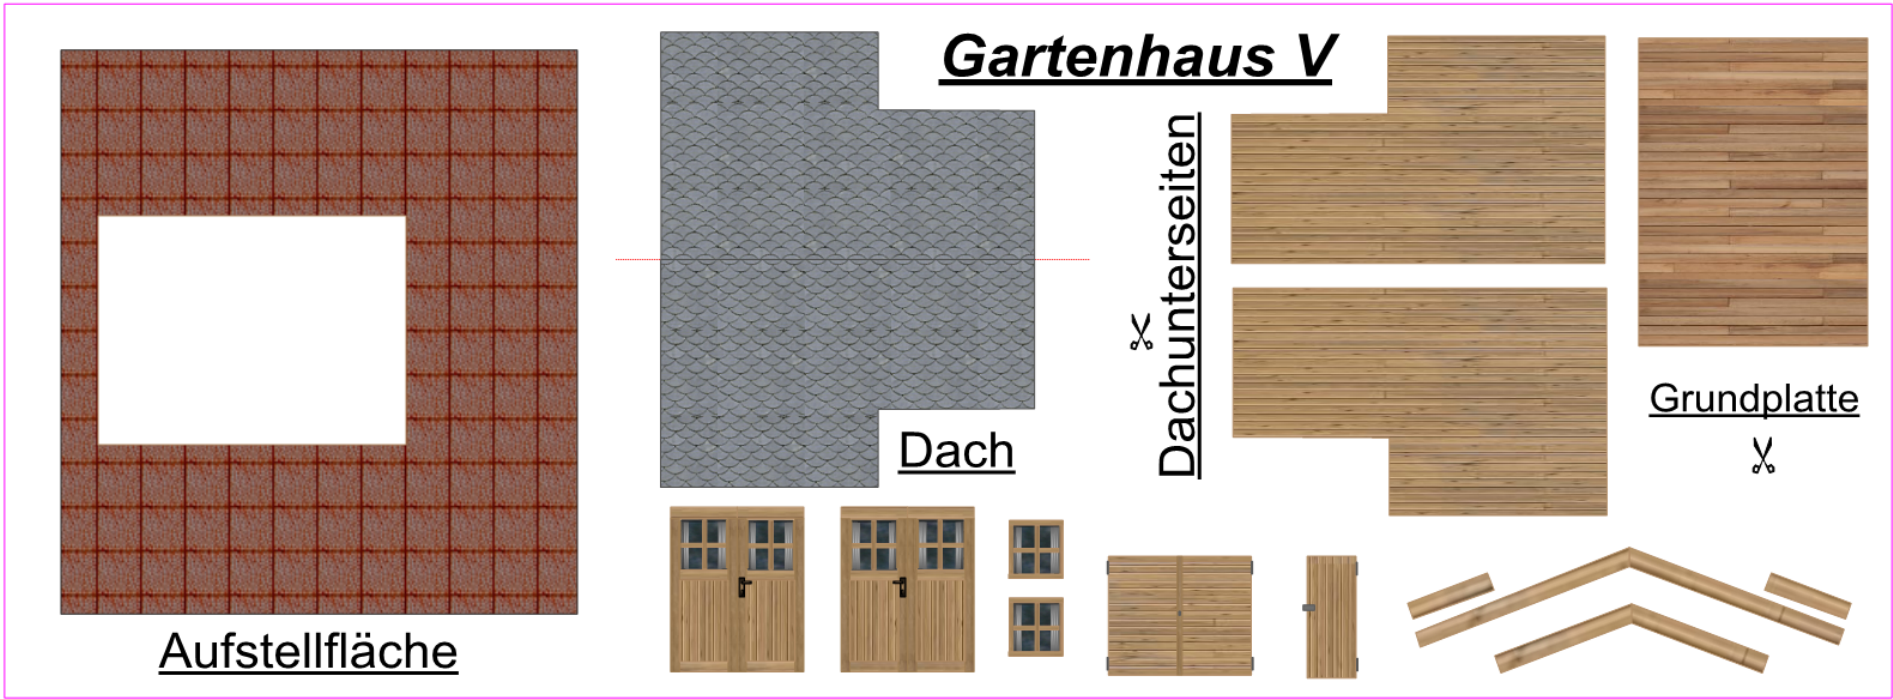 Gartenhaus V
Dachunterseiten
Grundplatte
Dach
Aufstellfläche